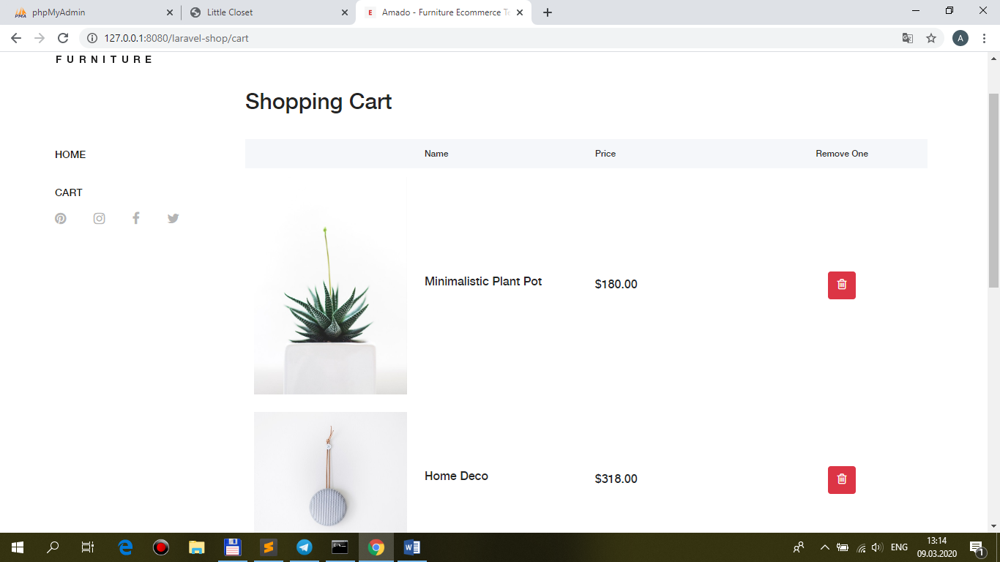 phpMyAdmin
Little Closet
Amado - Furniture Ecommerce Te
127.0.0.1:8080/laravel-shop/cart
A
FURNITURE
Shopping Cart
HOME
CART
Name Price Remove One
Minimalistic Plant Pot $180.00
Home Deco $318.00
ENG
13:14
09.03.2020
1